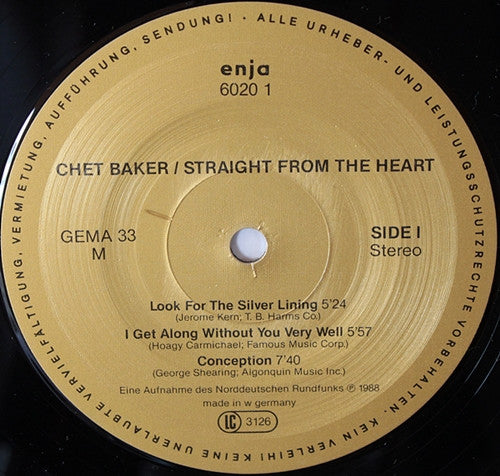 ALLE URHEBER- UND LEISTUNGSSCHUTZRECHTE VORBEHALTEN. KEIN VERLEIH! KEINE UNERLAUBTE VERVIELFÄLTIGUNG, VERMIETUNG, AUFFÜHRUNG, SENDUNG! •
enja
6020 1
CHET BAKER / STRAIGHT FROM THE HEART
GEMA 33
M
SIDE I
Stereo
Look For The Silver Lining 5'24
(Jerome Kern; T. B. Harms Co.)
I Get Along Without You Very Well 5'57
(Hoagy Carmichael; Famous Music Corp.)
Conception 7'40
(George Shearing; Algonquin Music Inc.)
Eine Aufnahme des Norddeutschen Rundfunks ℗ 1988
made in w germany
LC 3126